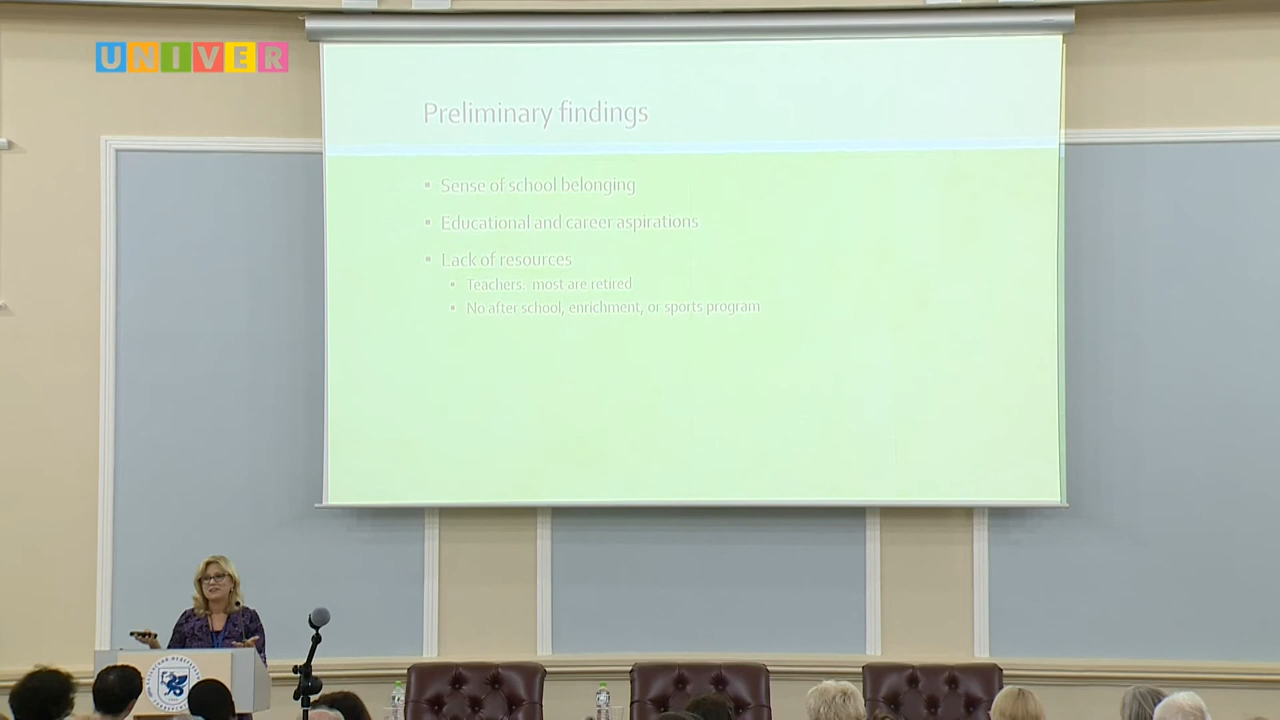 UNIVER
Preliminary findings
▪ Sense of school belonging
▪ Educational and career aspirations
▪ Lack of resources
▪ Teachers: most are retired
▪ No after school, enrichment, or sports program